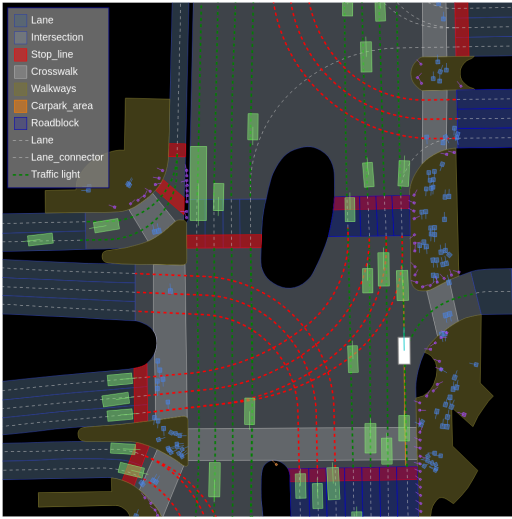 Lane
Intersection
Stop_line
Crosswalk
Walkways
Carpark_area
Roadblock
Lane
Lane_connector
Traffic light